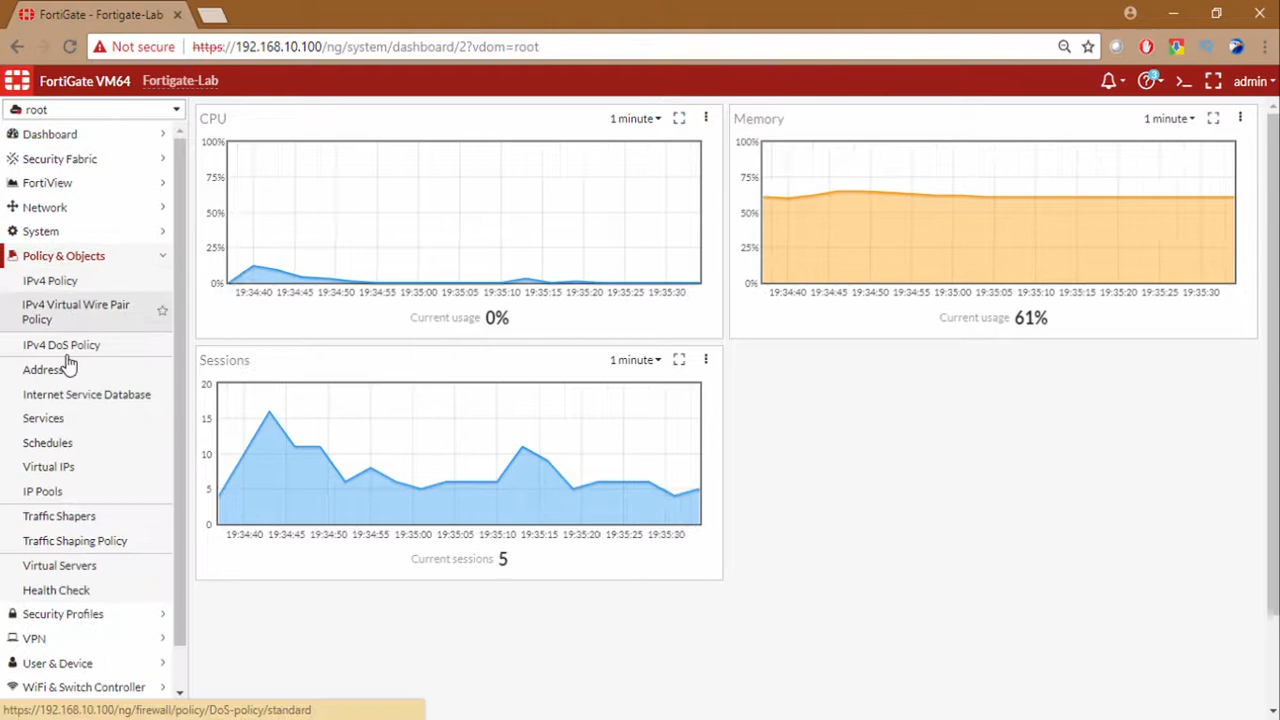 FortiGate - Fortigate-Lab
Not secure
https://192.168.10.100/ng/system/dashboard/2?vdom=root
FortiGate VM64
Fortigate-Lab
3
admin
root
Dashboard
Security Fabric
FortiView
Network
System
Policy & Objects
IPv4 Policy
IPv4 Virtual Wire Pair
Policy
IPv4 DoS Policy
Internet Service Database
Services
Schedules
Virtual IPs
IP Pools
Traffic Shapers
Traffic Shaping Policy
Virtual Servers
Health Check
Security Profiles
VPN
User & Device
WiFi & Switch Controller
CPU
1 minute
100%
75%
50%
25%
0%
19:34:40 19:34:45 19:34:50 19:34:55 19:35:00 19:35:05 19:35:10 19:35:15 19:35:20 19:35:25 19:35:30
Current usage 0%
Memory
1 minute
100%
75%
50%
25%
0%
19:34:40 19:34:45 19:34:50 19:34:55 19:35:00 19:35:05 19:35:10 19:35:15 19:35:20 19:35:25 19:35:30
Current usage 61%
Sessions
1 minute
20
15
10
5
0
19:34:40 19:34:45 19:34:50 19:34:55 19:35:00 19:35:05 19:35:10 19:35:15 19:35:20 19:35:25 19:35:30
Current sessions 5
https://192.168.10.100/ng/firewall/policy/DoS-policy/standard